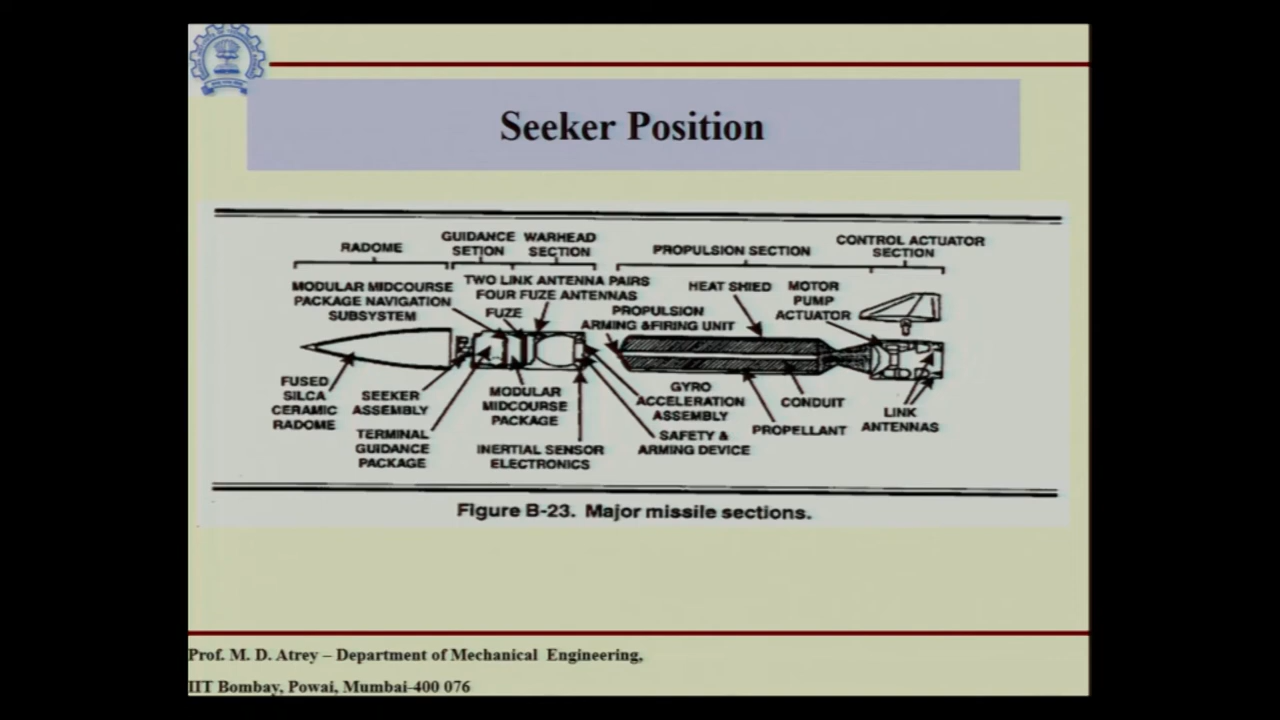 Seeker Position
RADOME
GUIDANCE
SETION
WARHEAD
SECTION
PROPULSION SECTION
CONTROL ACTUATOR
SECTION
MODULAR MIDCOURSE
PACKAGE NAVIGATION
SUBSYSTEM
TWO LINK ANTENNA PAIRS
FOUR FUZE ANTENNAS
FUZE
PROPULSION
ARMING &FIRING UNIT
HEAT SHIED
MOTOR
PUMP
ACTUATOR
FUSED
SILCA
CERAMIC
RADOME
SEEKER
ASSEMBLY
TERMINAL
GUIDANCE
PACKAGE
MODULAR
MIDCOURSE
PACKAGE
INERTIAL SENSOR
ELECTRONICS
GYRO
ACCELERATION
ASSEMBLY
SAFETY &
ARMING DEVICE
CONDUIT
PROPELLANT
LINK
ANTENNAS
Figure B-23. Major missile sections.
Prof. M. D. Atrey – Department of Mechanical Engineering,
IIT Bombay, Powai, Mumbai-400 076